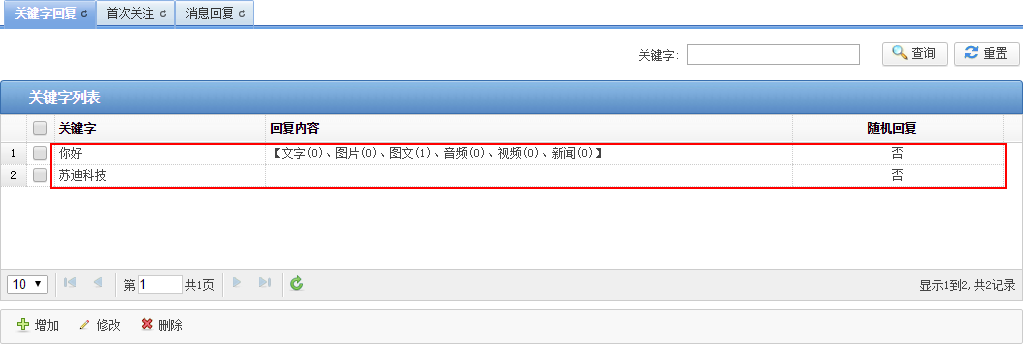 关键字回复 首次关注 消息回复
关键字: 查询 重置
关键字列表
关键字 回复内容 随机回复
1 你好 【文字(0)、图片(0)、图文(1)、音频(0)、视频(0)、新闻(0)】 否
2 苏迪科技 否
10 第 1 共1页 显示1到2,共2记录
增加 修改 删除